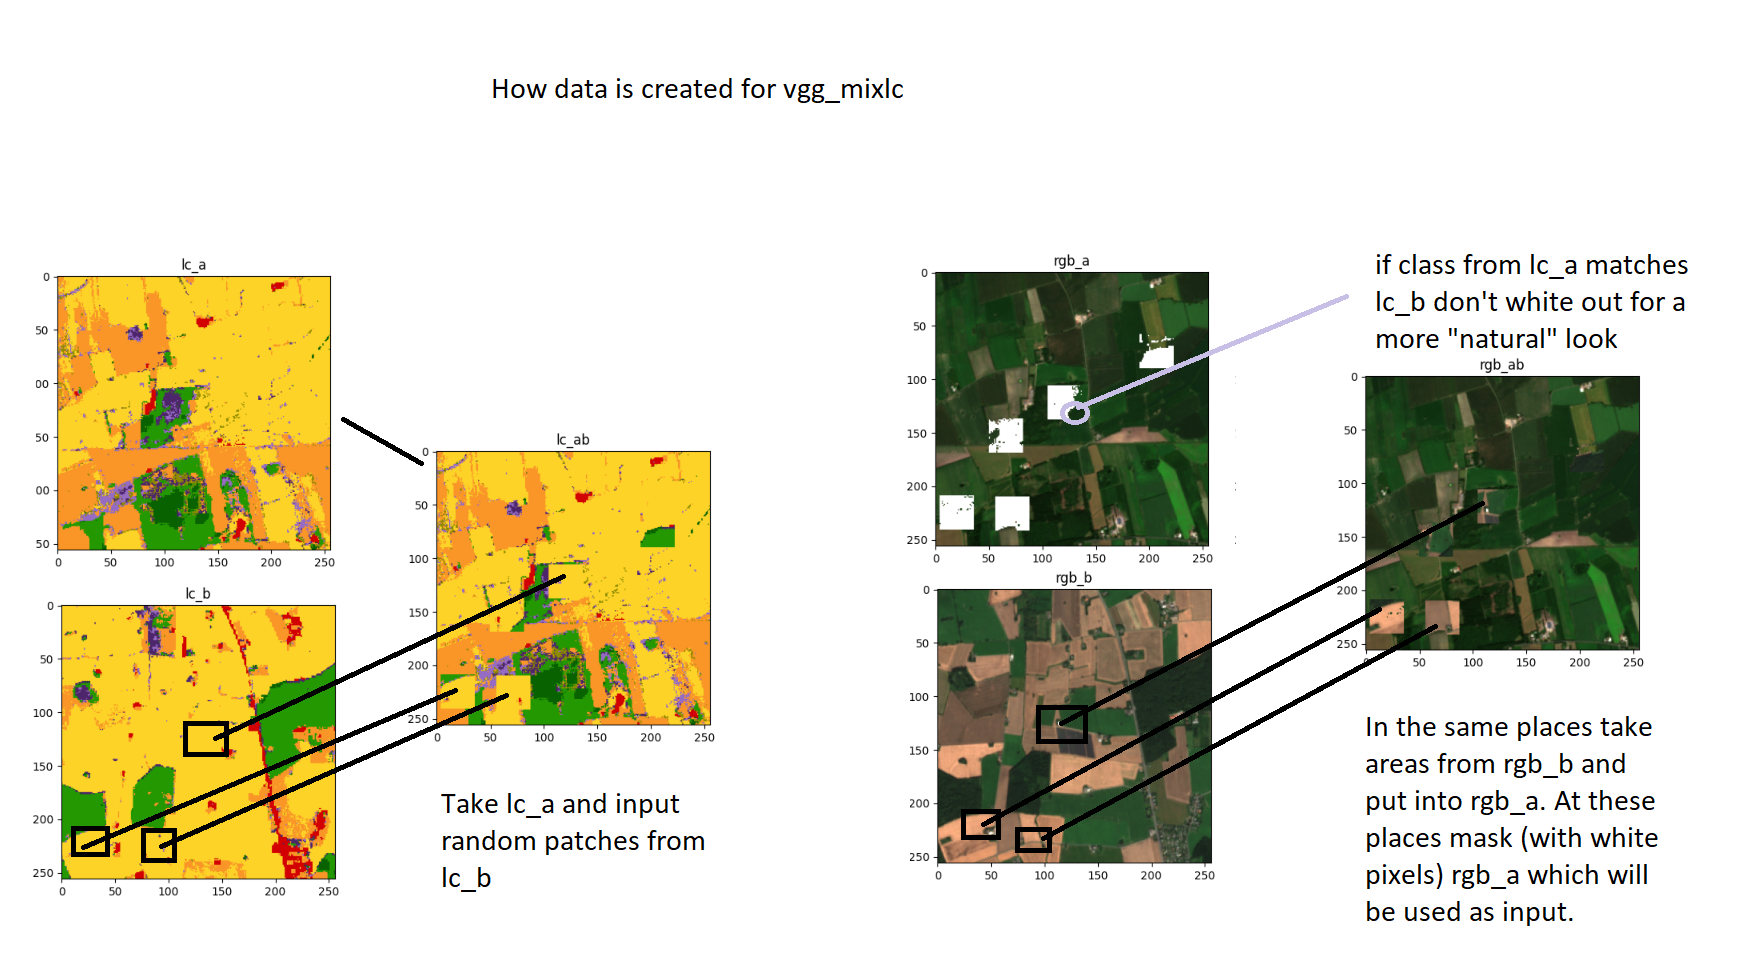 How data is created for vgg_mixlc
lc_a
0
50
00
50
00
50
0 50 100 150 200 250
lc_b
0
50
100
150
200
250
0 50 100 150 200 250
lc_ab
0
50
100
150
200
250
0 50 100 150 200 250
Take lc_a and input
random patches from
lc_b
rgb_a
0
50
100
150
200
250
0 50 100 150 200 250
rgb_b
0
50
100
150
200
250
0 50 100 150 200 250
if class from lc_a matches
lc_b don't white out for a
more "natural" look
rgb_ab
0
50
100
150
200
250
0 50 100 150 200 250
In the same places take
areas from rgb_b and
put into rgb_a. At these
places mask (with white
pixels) rgb_a which will
be used as input.